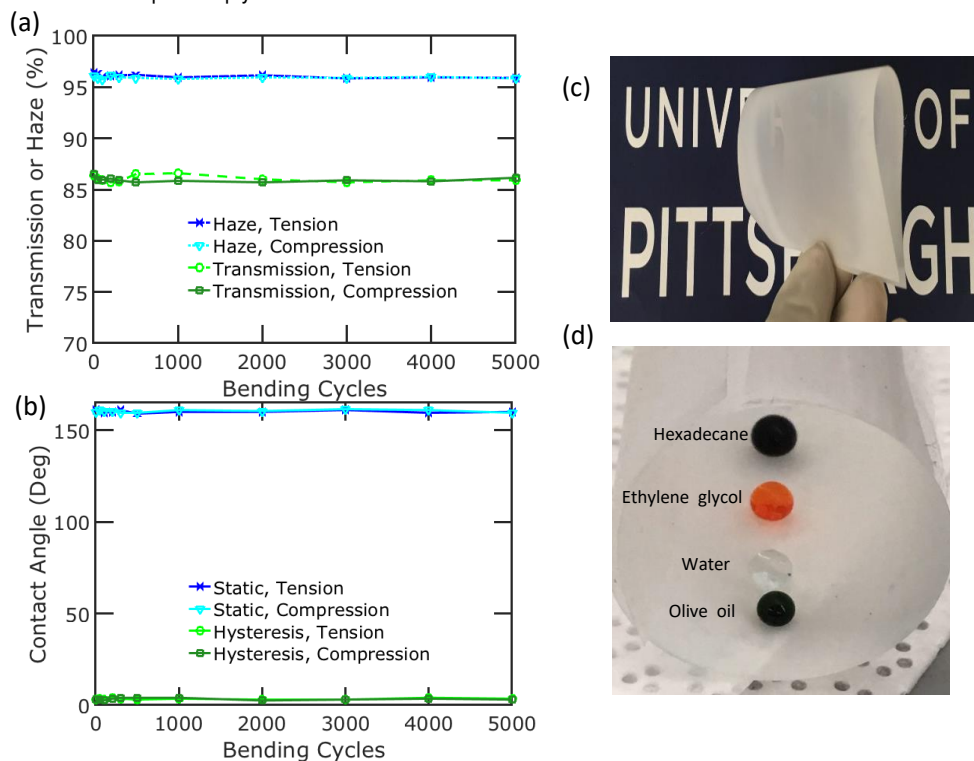 (a)
100
95
90
85
80
75
70
Transmission or Haze (%)
Haze, Tension
Haze, Compression
Transmission, Tension
Transmission, Compression
0 1000 2000 3000 4000 5000
Bending Cycles
(b)
150
100
50
0
Contact Angle (Deg)
Static, Tension
Static, Compression
Hysteresis, Tension
Hysteresis, Compression
0 1000 2000 3000 4000 5000
Bending Cycles
(c)
UNIV OF
PITTS GH
(d)
Hexadecane
Ethylene glycol
Water
Olive oil